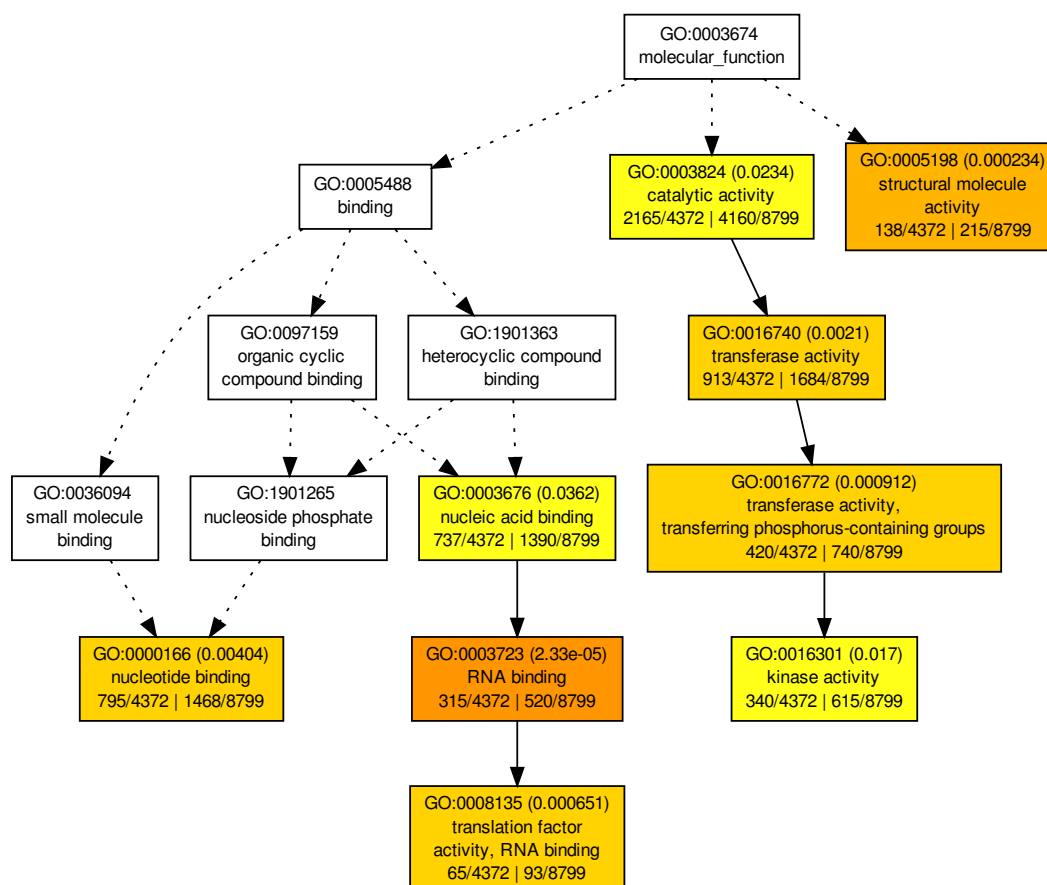 GO:0003674
molecular_function
GO:0005488
binding
GO:0003824 (0.0234)
catalytic activity
2165/4372 | 4160/8799
GO:0005198 (0.000234)
structural molecule
activity
138/4372 | 215/8799
GO:0097159
organic cyclic
compound binding
GO:1901363
heterocyclic compound
binding
GO:0016740 (0.0021)
transferase activity
913/4372 | 1684/8799
GO:0036094
small molecule
binding
GO:1901265
nucleoside phosphate
binding
GO:0003676 (0.0362)
nucleic acid binding
737/4372 | 1390/8799
GO:0016772 (0.000912)
transferase activity,
transferring phosphorus-containing groups
420/4372 | 740/8799
GO:0000166 (0.00404)
nucleotide binding
795/4372 | 1468/8799
GO:0003723 (2.33e-05)
RNA binding
315/4372 | 520/8799
GO:0016301 (0.017)
kinase activity
340/4372 | 615/8799
GO:0008135 (0.000651)
translation factor
activity, RNA binding
65/4372 | 93/8799